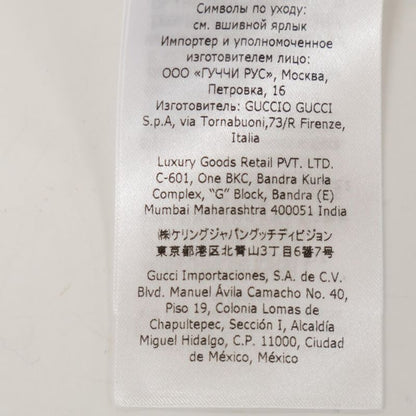 Символы по уходу:
см. вшивной ярлык
Импортер и уполномоченное
изготовителем лицо:
ООО «ГУЧЧИ РУС», Москва,
Петровка, 16
Изготовитель: GUCCIO GUCCI
S.p.A, via Tornabuoni,73/R Firenze,
Italia
Luxury Goods Retail PVT. LTD.
C-601, One BKC, Bandra Kurla
Complex, "G" Block, Bandra (E)
Mumbai Maharashtra 400051 India
㈱ケリングジャパングッチディビジョン
東京都港区北青山3丁目6番7号
Gucci Importaciones, S.A. de C.V.
Blvd. Manuel Ávila Camacho No. 40,
Piso 19, Colonia Lomas de
Chapultepec, Sección I, Alcaldía
Miguel Hidalgo, C.P. 11000, Ciudad
de México, México